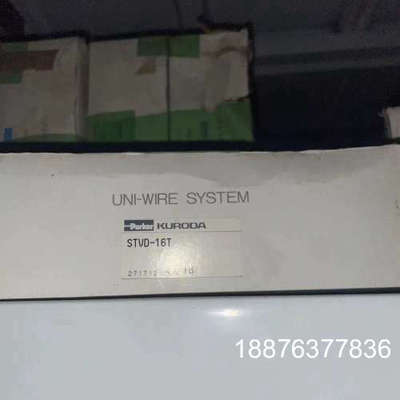 UNI-WIRE SYSTEM
Parker KURODA
STVD-16T
18876377836